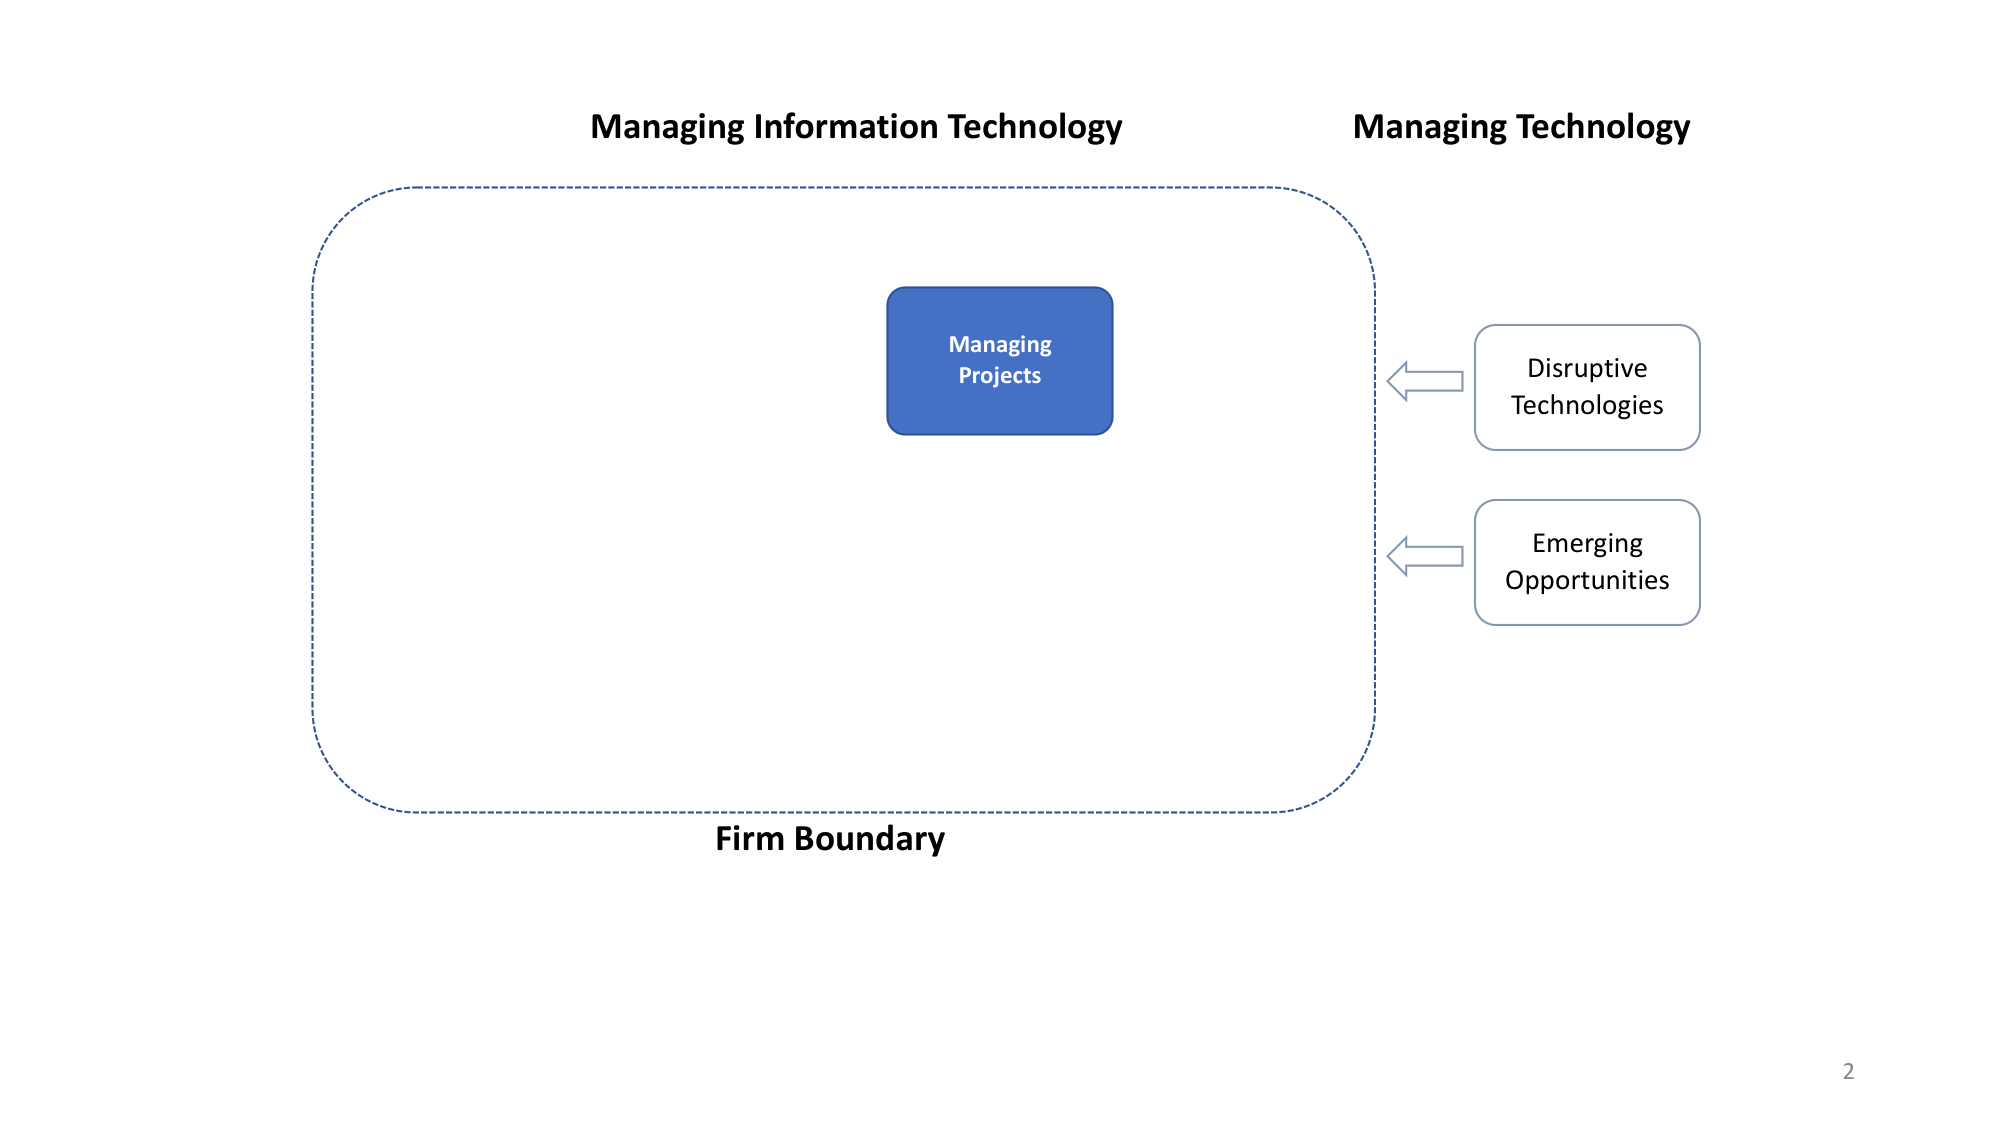 Managing Information Technology
Managing Technology
Managing
Projects
Disruptive
Technologies
Emerging
Opportunities
Firm Boundary
2